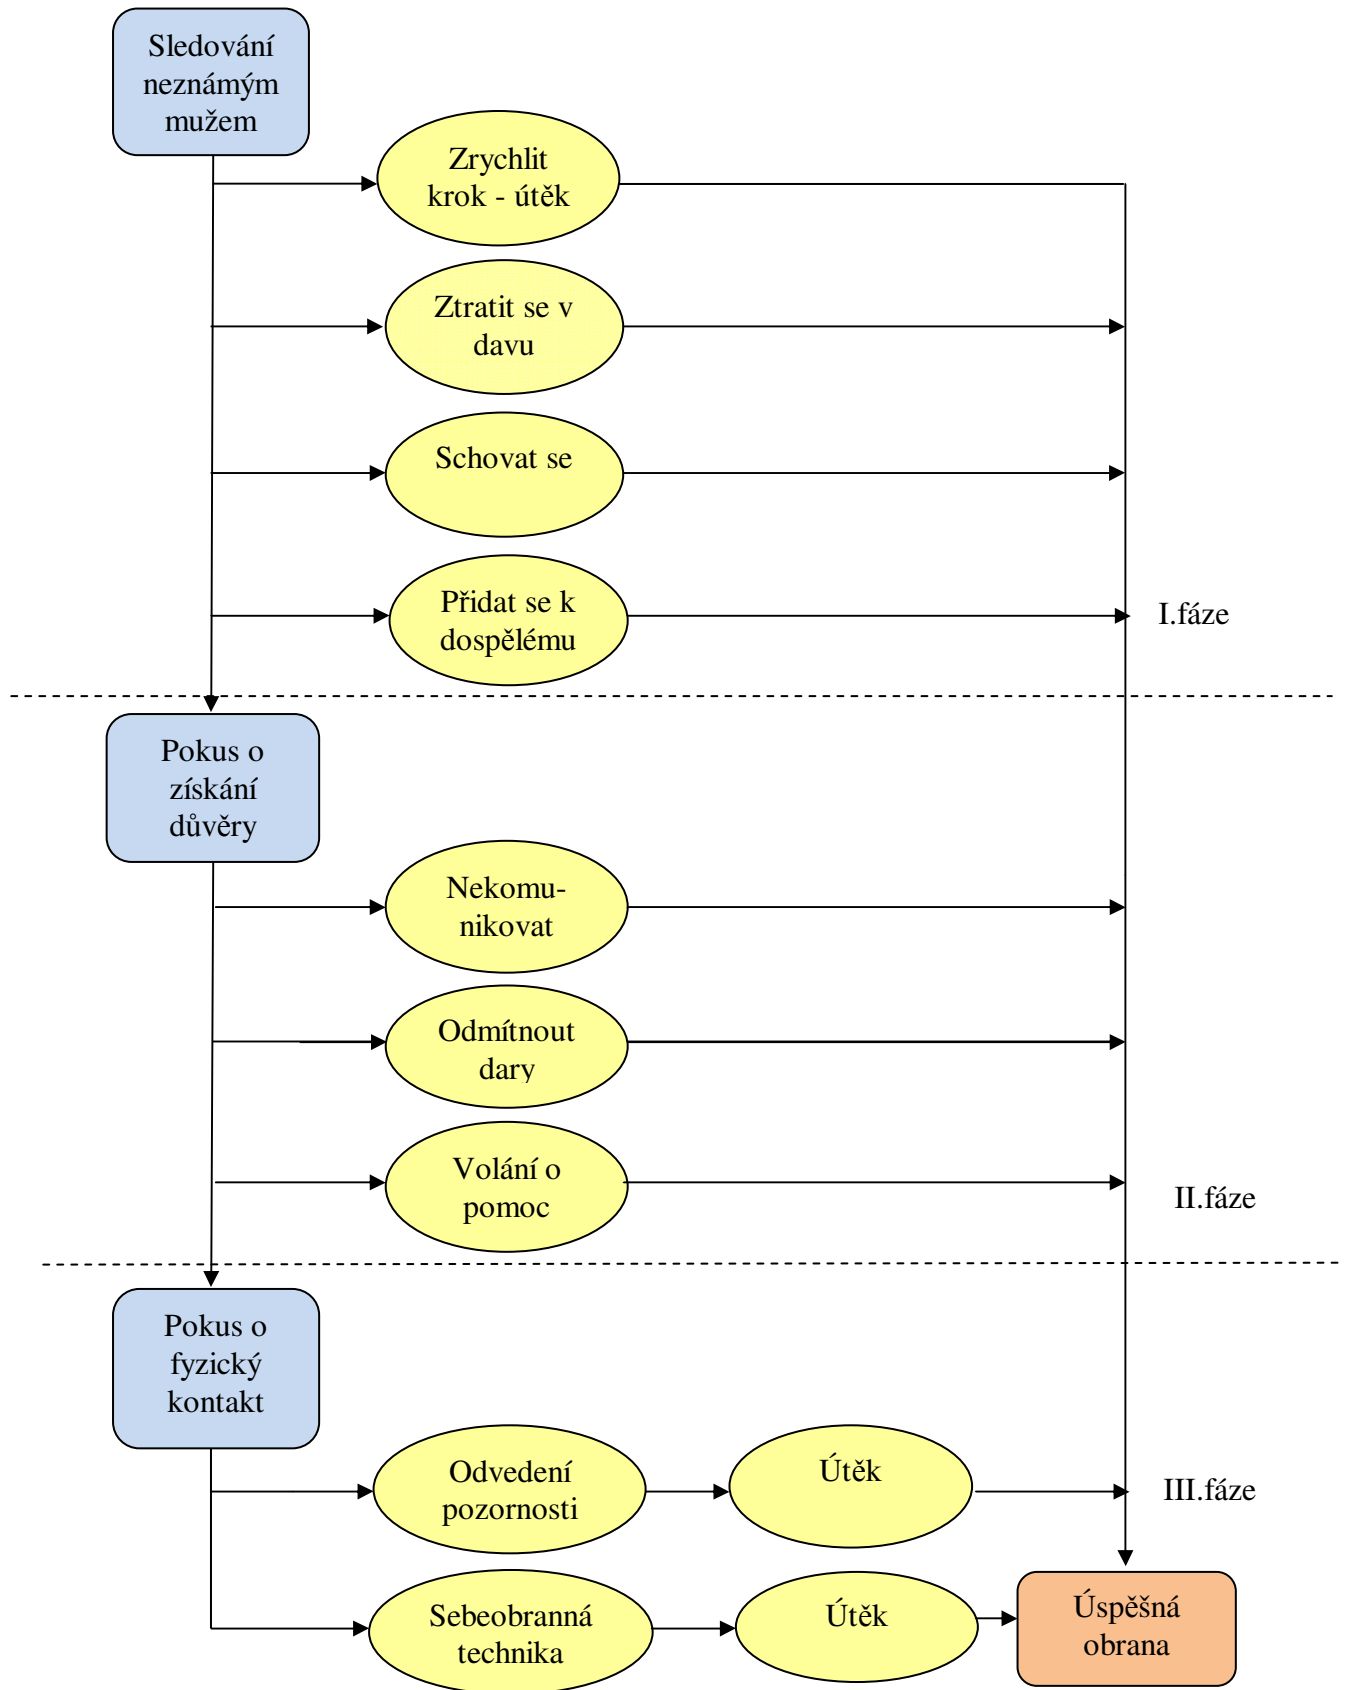 Sledování
neznámým
mužem
Zrychlit
krok - útěk
Ztratit se v
davu
Schovat se
Přidat se k
dospělému
I.fáze
Pokus o
získání
důvěry
Nekomu-
nikovat
Odmítnout
dary
Volání o
pomoc
II.fáze
Pokus o
fyzický
kontakt
Odvedení
pozornosti
Útěk
III.fáze
Sebeobranná
technika
Útěk
Úspěšná
obrana